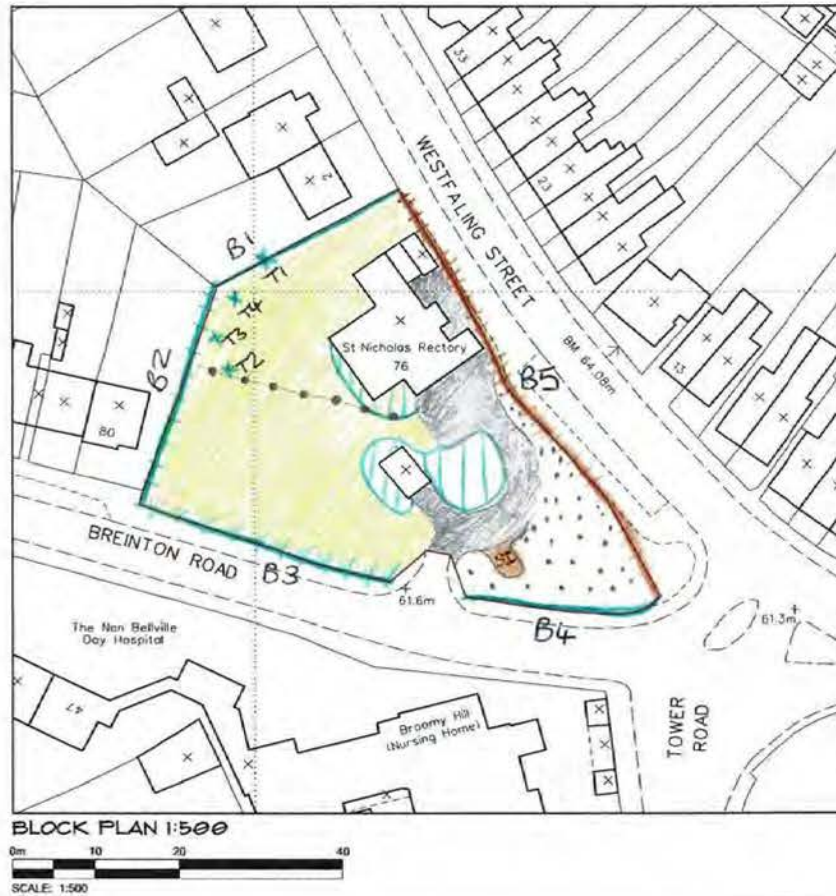 33
WESTFALING STREET
23
2
B1
T1
T4
T3
T2
B2
St Nicholas Rectory
76
BM 64.08m
13
B5
80
BREINTON ROAD
B3
61.6m
B4
61.3m
The Nan Bellville
Day Hospital
47
Broomy Hill
(Nursing Home)
TOWER
ROAD
BLOCK PLAN 1:500
0m 10 20 40
SCALE: 1:500